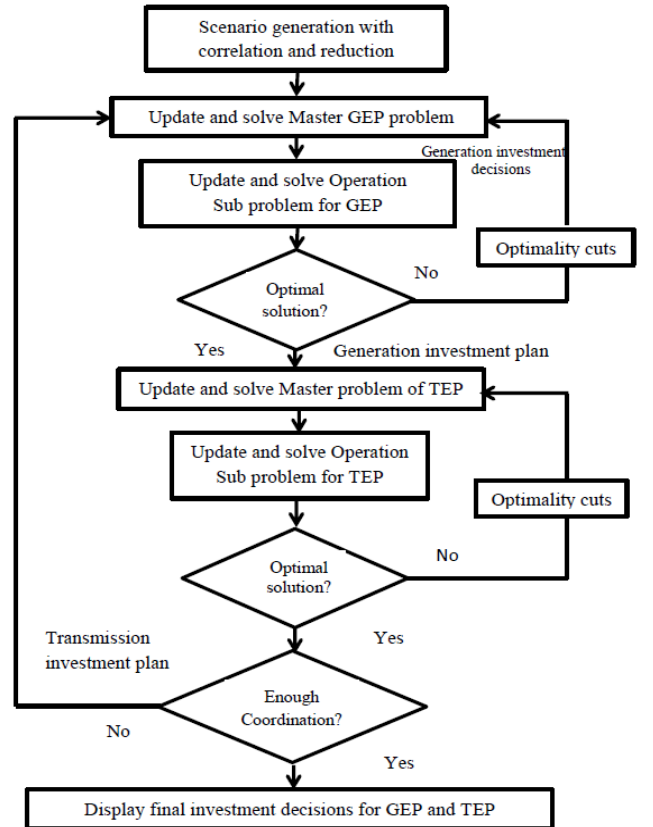 Scenario generation with
correlation and reduction
Update and solve Master GEP problem
Generation investment
decisions
Update and solve Operation
Sub problem for GEP
Optimality cuts
No
Optimal
solution?
Yes
Generation investment plan
Update and solve Master problem of TEP
Update and solve Operation
Sub problem for TEP
Optimality cuts
No
Optimal
solution?
Transmission
investment plan
Yes
Enough
Coordination?
No
Yes
Display final investment decisions for GEP and TEP